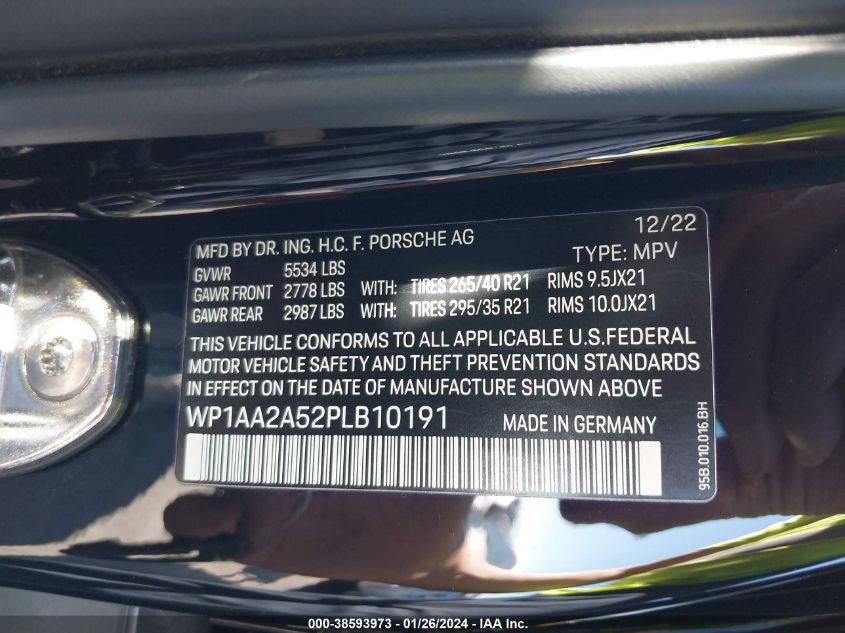 MFD BY DR. ING. H.C. F. PORSCHE AG 12/22
GVWR 5534 LBS TYPE: MPV
GAWR FRONT 2778 LBS WITH: TIRES 265/40 R21 RIMS 9.5JX21
GAWR REAR 2987 LBS WITH: TIRES 295/35 R21 RIMS 10.0JX21
THIS VEHICLE CONFORMS TO ALL APPLICABLE U.S.FEDERAL
MOTOR VEHICLE SAFETY AND THEFT PREVENTION STANDARDS
IN EFFECT ON THE DATE OF MANUFACTURE SHOWN ABOVE
WP1AA2A52PLB10191 MADE IN GERMANY
95B.010.016.BH
000-38593973 - 01/26/2024 - IAA Inc.